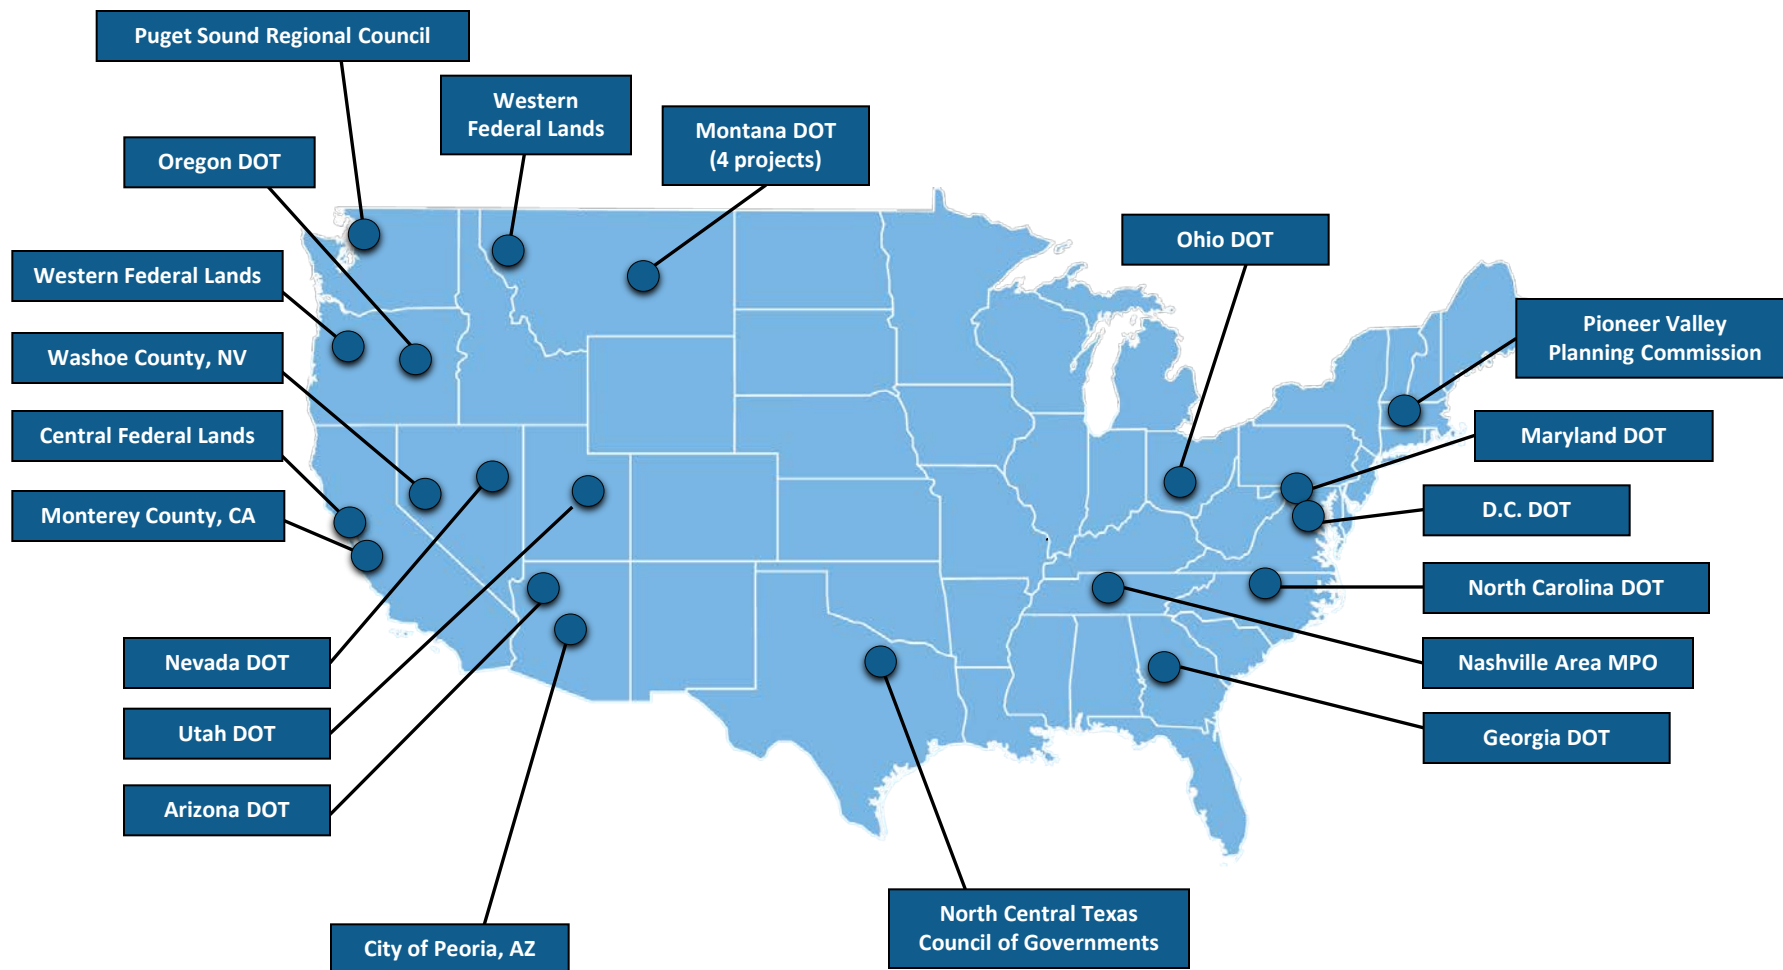 Puget Sound Regional Council
Western
Federal Lands
Montana DOT
(4 projects)
Oregon DOT
Ohio DOT
Western Federal Lands
Pioneer Valley
Planning Commission
Washoe County, NV
Maryland DOT
Central Federal Lands
D.C. DOT
Monterey County, CA
North Carolina DOT
Nevada DOT
Nashville Area MPO
Utah DOT
Georgia DOT
Arizona DOT
North Central Texas
Council of Governments
City of Peoria, AZ